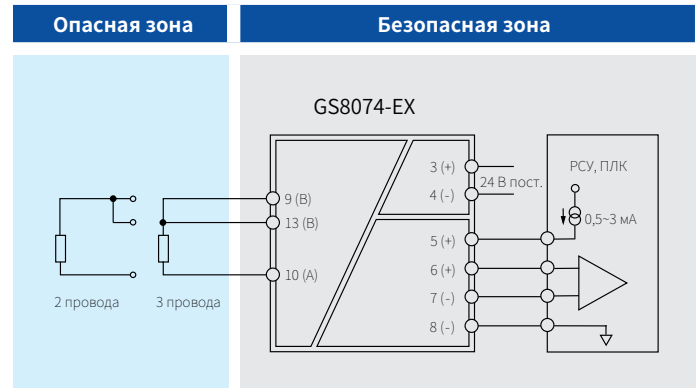 Опасная зона
Безопасная зона
GS8074-EX
3 (+)
24 В пост.
4 (-)
РСУ, ПЛК
9 (B)
13 (B)
5 (+)
0,5~3 мА
6 (+)
10 (A)
7 (-)
2 провода
3 провода
8 (-)